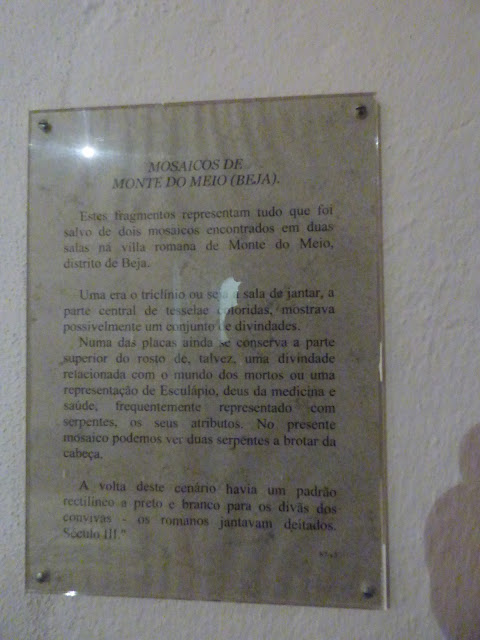 MOSAICOS DE
MONTE DO MEIO (BEJA).
Estes fragmentos representam tudo que foi
salvo de dois mosaicos encontrados em duas
salas na villa romana de Monte do Meio,
distrito de Beja.
Uma era o triclínio ou seja a sala de jantar, a
parte central de tesselae coloridas, mostrava
possivelmente um conjunto de divindades.
Numa das placas ainda se conserva a parte
superior do rosto de, talvez, uma divindade
relacionada com o mundo dos mortos ou uma
representação de Esculápio, deus da medicina e
saúde, frequentemente representado com
serpentes, os seus atributos. No presente
mosaico podemos ver duas serpentes a brotar da
cabeça.
A volta deste cenário havia um padrão
rectilíneo a preto e branco para os divãs dos
convivas - os romanos jantavam deitados.
Século III.º